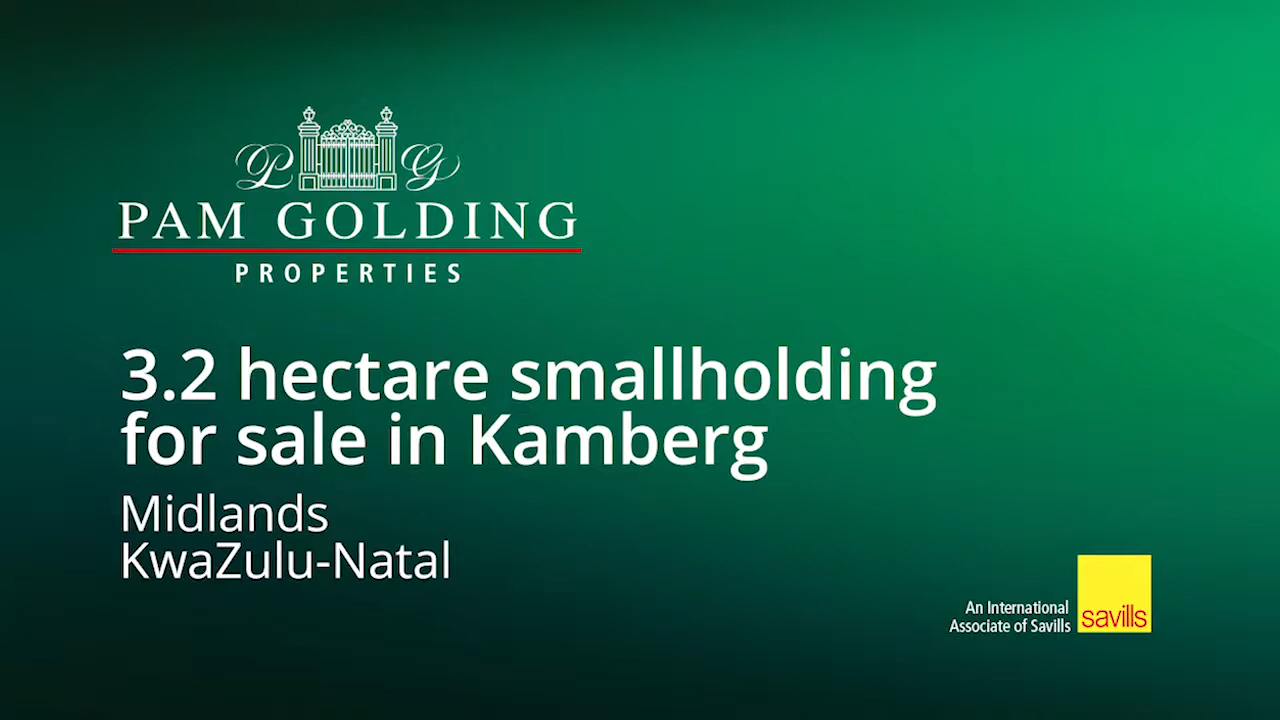 P G
PAM GOLDING
PROPERTIES
3.2 hectare smallholding
for sale in Kamberg
Midlands
KwaZulu-Natal
An International
Associate of Savills
savills